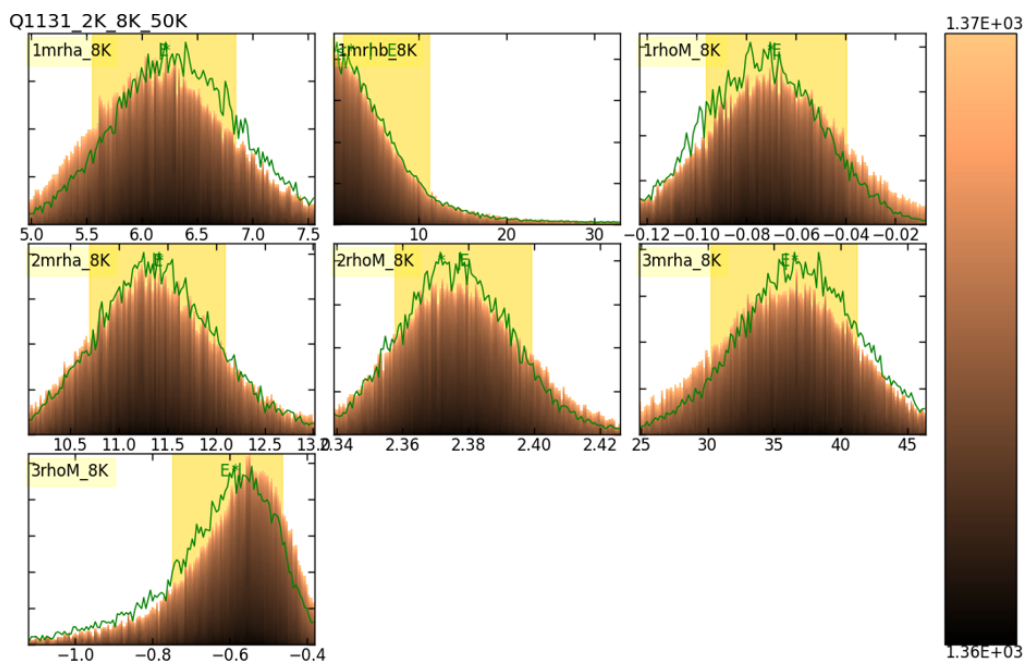 Q1131_2K_8K_50K
1.37E+03
1mrha_8K
E*
1mrhb_8K
E
1rhoM_8K
*E
5.0 5.5 6.0 6.5 7.0 7.5
10 20 30
−0.12 −0.10 −0.08 −0.06 −0.04 −0.02
2mrha_8K
E
2rhoM_8K
* E
3mrha_8K
E*
10.5 11.0 11.5 12.0 12.5 13.0
2.34 2.36 2.38 2.40 2.42
25 30 35 40 45
3rhoM_8K
E*|
−1.0 −0.8 −0.6 −0.4
1.36E+03